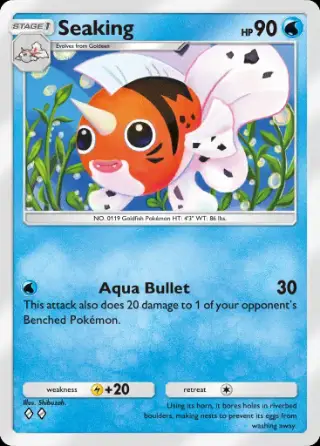 STAGE 1
Seaking
HP 90
Evolves from Goldeen
NO. 0119 Goldfish Pokémon HT: 4'3" WT: 86 lbs.
Aqua Bullet 30
This attack also does 20 damage to 1 of your opponent's
Benched Pokémon.
weakness +20
retreat
Illus. Shibuzoh.
Using its horn, it bores holes in riverbed
boulders, making nests to prevent its eggs from
washing away.